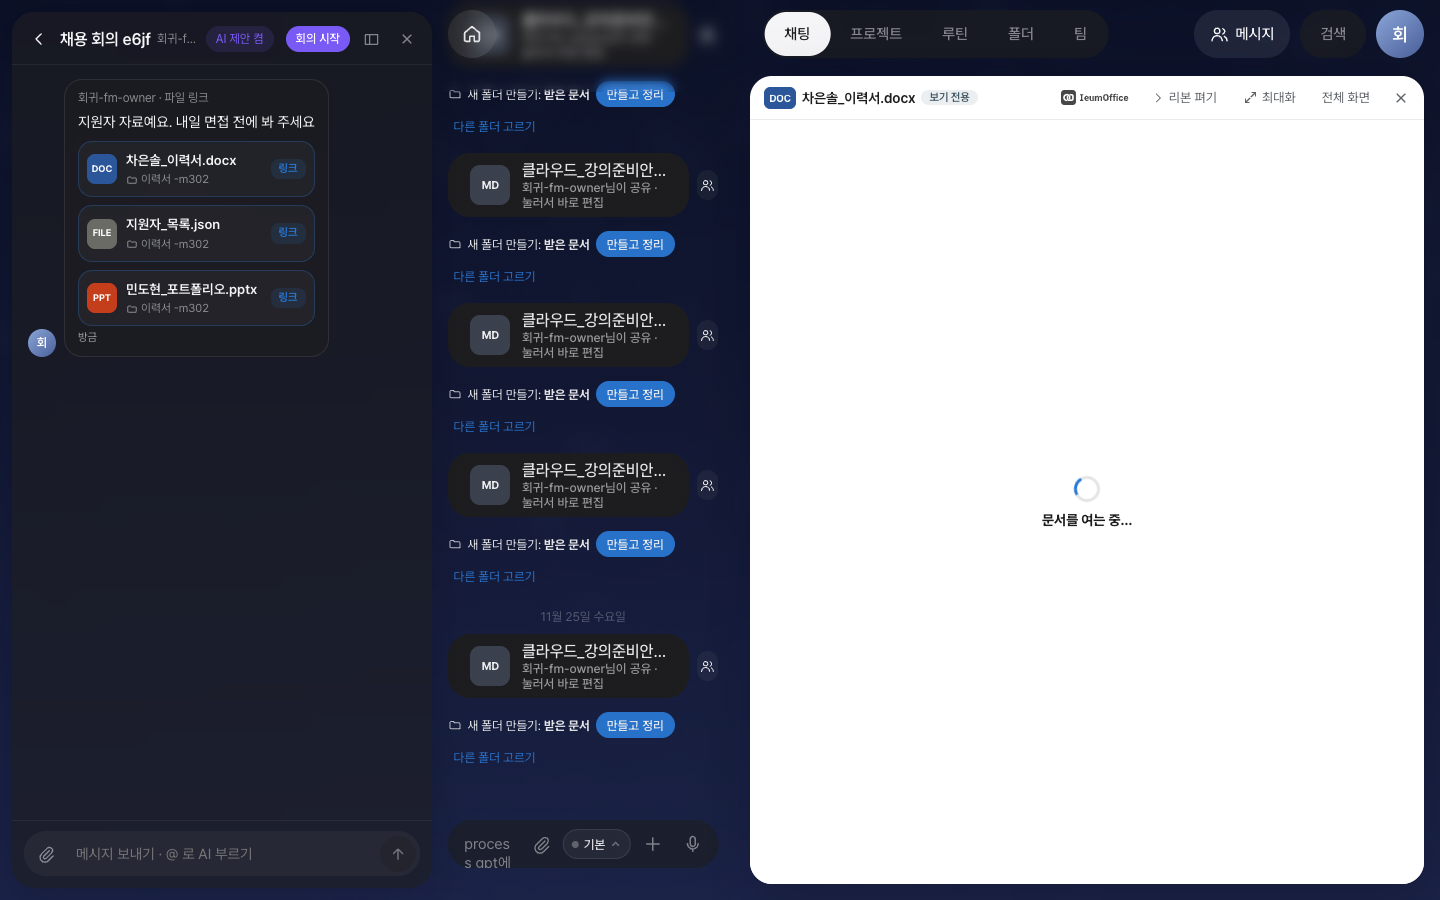 채용 회의 e6jf 회귀-f... AI 제안 컴 회의 시작
회귀-fm-owner · 파일 링크
지원자 자료예요. 내일 면접 전에 봐 주세요
DOC 차은솔_이력서.docx 링크
이력서 -m302
FILE 지원자_목록.json 링크
이력서 -m302
PPT 민도현_포트폴리오.pptx 링크
이력서 -m302
방금
회
메시지 보내기 · @ 로 AI 부르기
새 폴더 만들기: 받은 문서 만들고 정리
다른 폴더 고르기
MD 클라우드_강의준비안...
회귀-fm-owner님이 공유 ·
눌러서 바로 편집
새 폴더 만들기: 받은 문서 만들고 정리
다른 폴더 고르기
MD 클라우드_강의준비안...
회귀-fm-owner님이 공유 ·
눌러서 바로 편집
새 폴더 만들기: 받은 문서 만들고 정리
다른 폴더 고르기
MD 클라우드_강의준비안...
회귀-fm-owner님이 공유 ·
눌러서 바로 편집
새 폴더 만들기: 받은 문서 만들고 정리
다른 폴더 고르기
11월 25일 수요일
MD 클라우드_강의준비안...
회귀-fm-owner님이 공유 ·
눌러서 바로 편집
새 폴더 만들기: 받은 문서 만들고 정리
다른 폴더 고르기
proces
s gpt에
기본
채팅 프로젝트 루틴 폴더 팀 메시지 검색 회
DOC 차은솔_이력서.docx 보기 전용 IeumOffice 리본 펴기 최대화 전체 화면
문서를 여는 중...